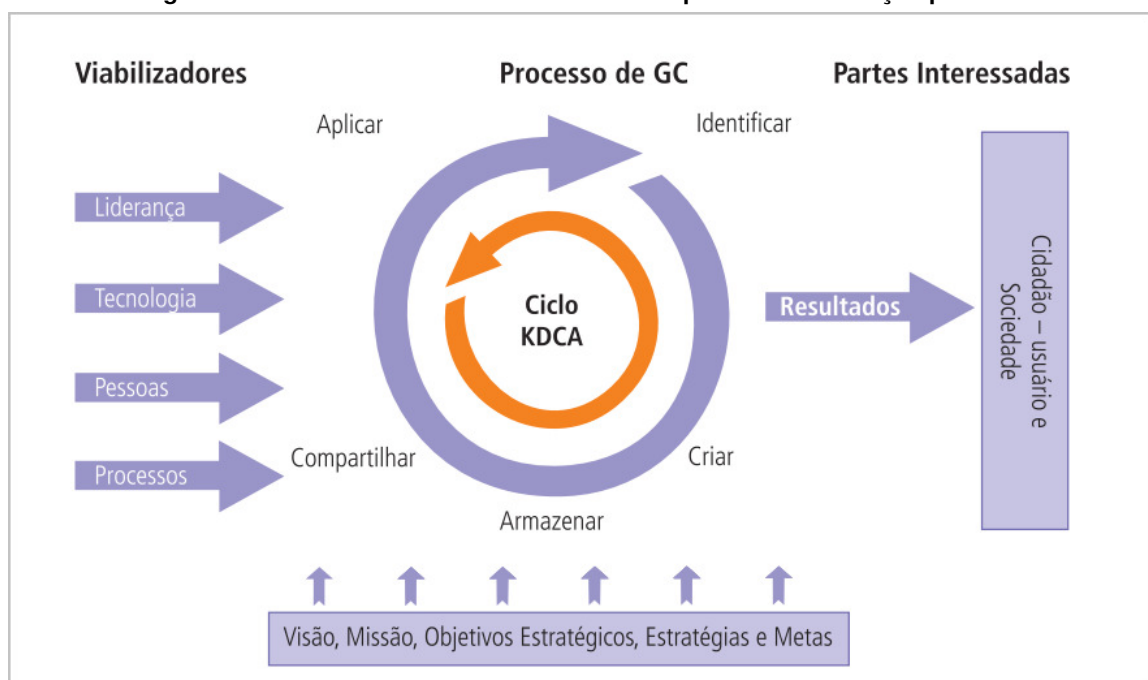 Viabilizadores
Processo de GC
Partes Interessadas
Aplicar
Identificar
Liderança
Tecnologia
Pessoas
Processos
Ciclo
KDCA
Compartilhar
Criar
Armazenar
Resultados
Cidadão – usuário e
Sociedade
Visão, Missão, Objetivos Estratégicos, Estratégias e Metas